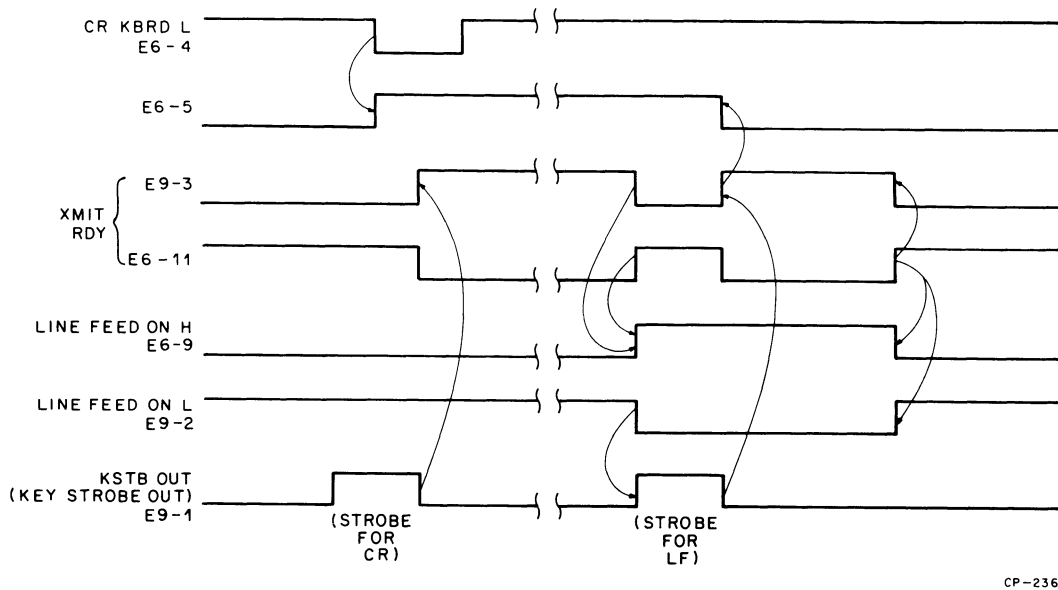 CR KBRD L
E6-4
E6-5
E9-3
XMIT
RDY
E6-11
LINE FEED ON H
E6-9
LINE FEED ON L
E9-2
KSTB OUT
(KEY STROBE OUT)
E9-1
(STROBE
FOR
CR)
(STROBE
FOR
LF)
CP-236